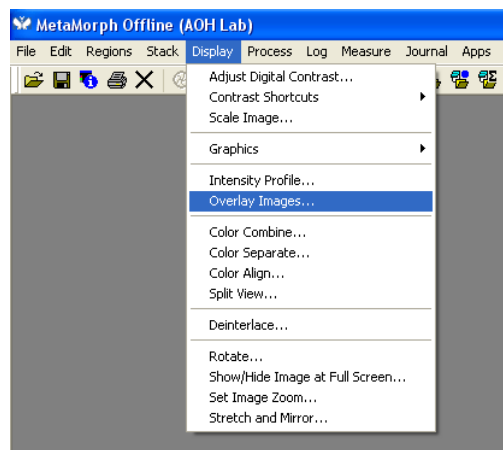 MetaMorph Offline (AOH Lab)
File Edit Regions Stack Display Process Log Measure Journal Apps
Adjust Digital Contrast...
Contrast Shortcuts
Scale Image...
Graphics
Intensity Profile...
Overlay Images...
Color Combine...
Color Separate...
Color Align...
Split View...
Deinterlace...
Rotate...
Show/Hide Image at Full Screen...
Set Image Zoom...
Stretch and Mirror...